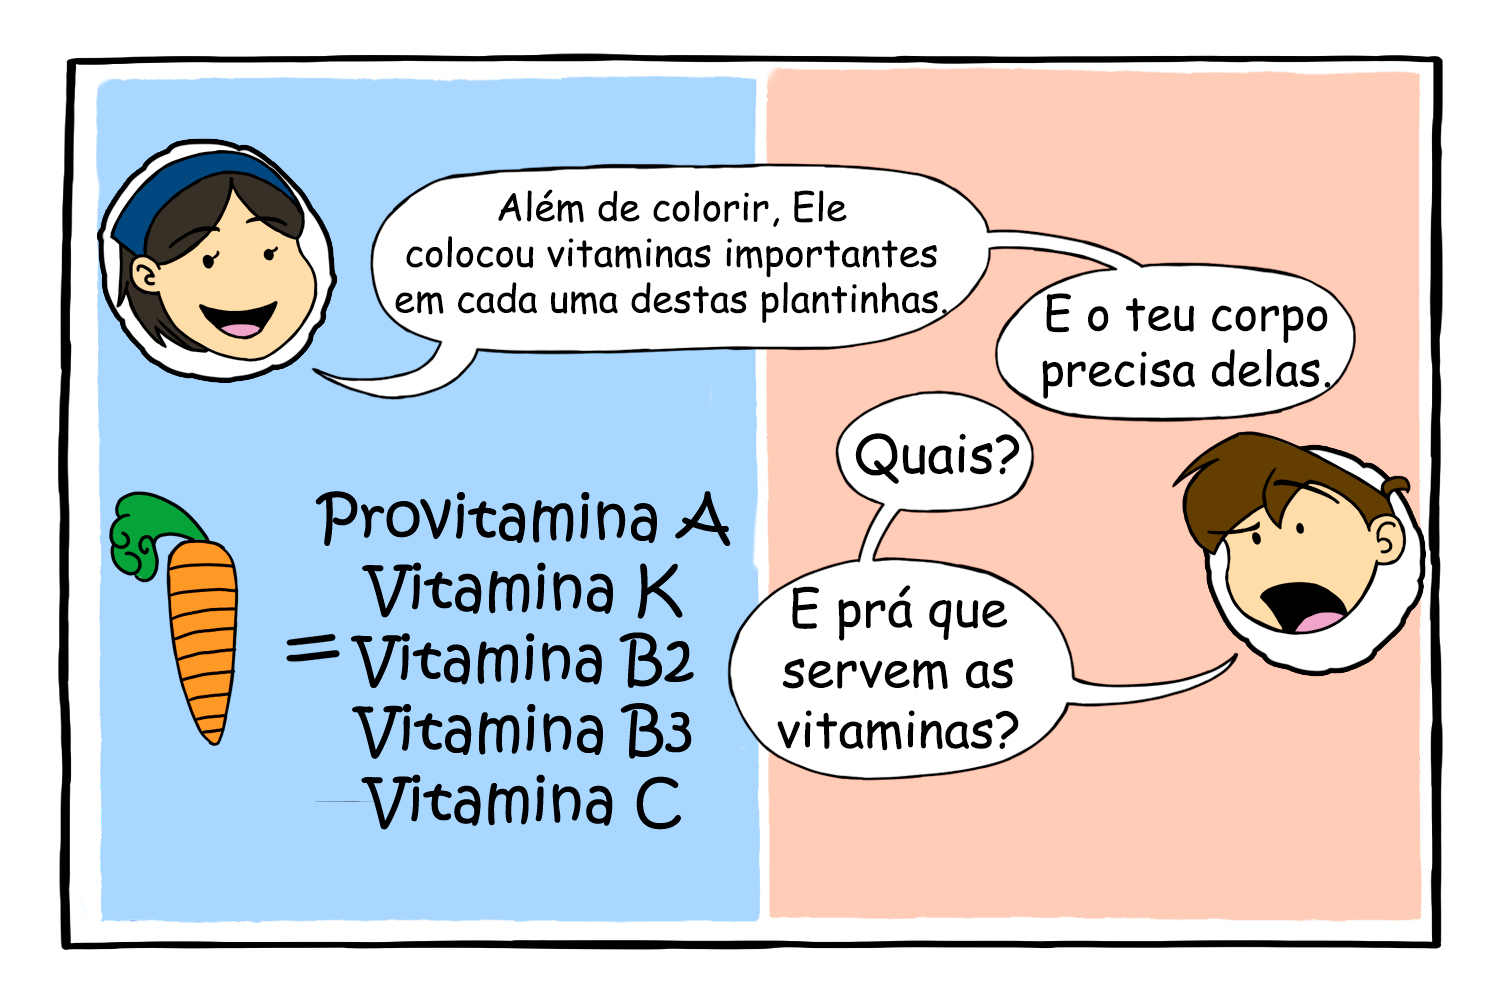 Além de colorir, Ele
colocou vitaminas importantes
em cada uma destas plantinhas.
E o teu corpo
precisa delas.
Quais?
E prá que
servem as
vitaminas?
Provitamina A
Vitamina K
= Vitamina B2
Vitamina B3
Vitamina C